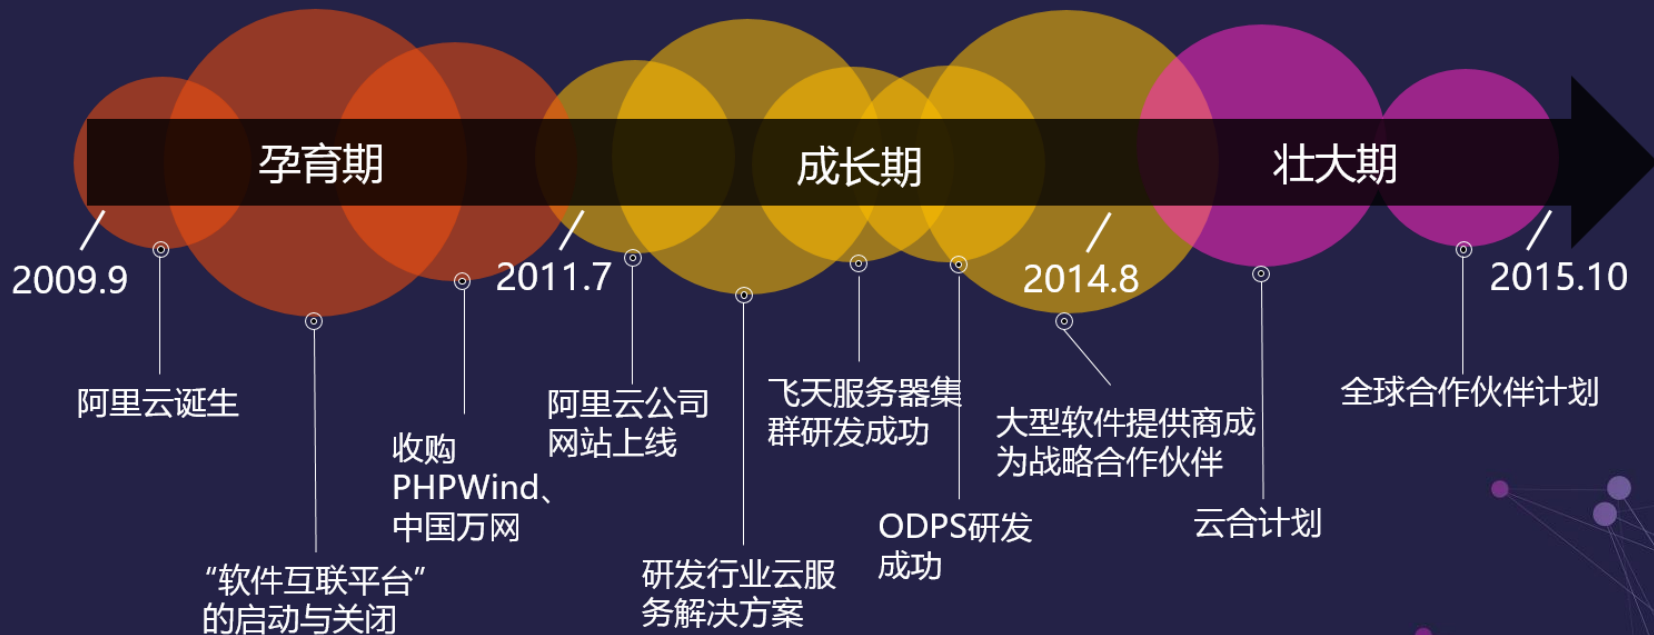 孕育期
成长期
壮大期
2009.9
2011.7
2014.8
2015.10
阿里云诞生
“软件互联平台”
的启动与关闭
收购
PHPWind、
中国万网
阿里云公司
网站上线
研发行业云服
务解决方案
飞天服务器集
群研发成功
ODPS研发
成功
大型软件提供商成
为战略合作伙伴
云合计划
全球合作伙伴计划